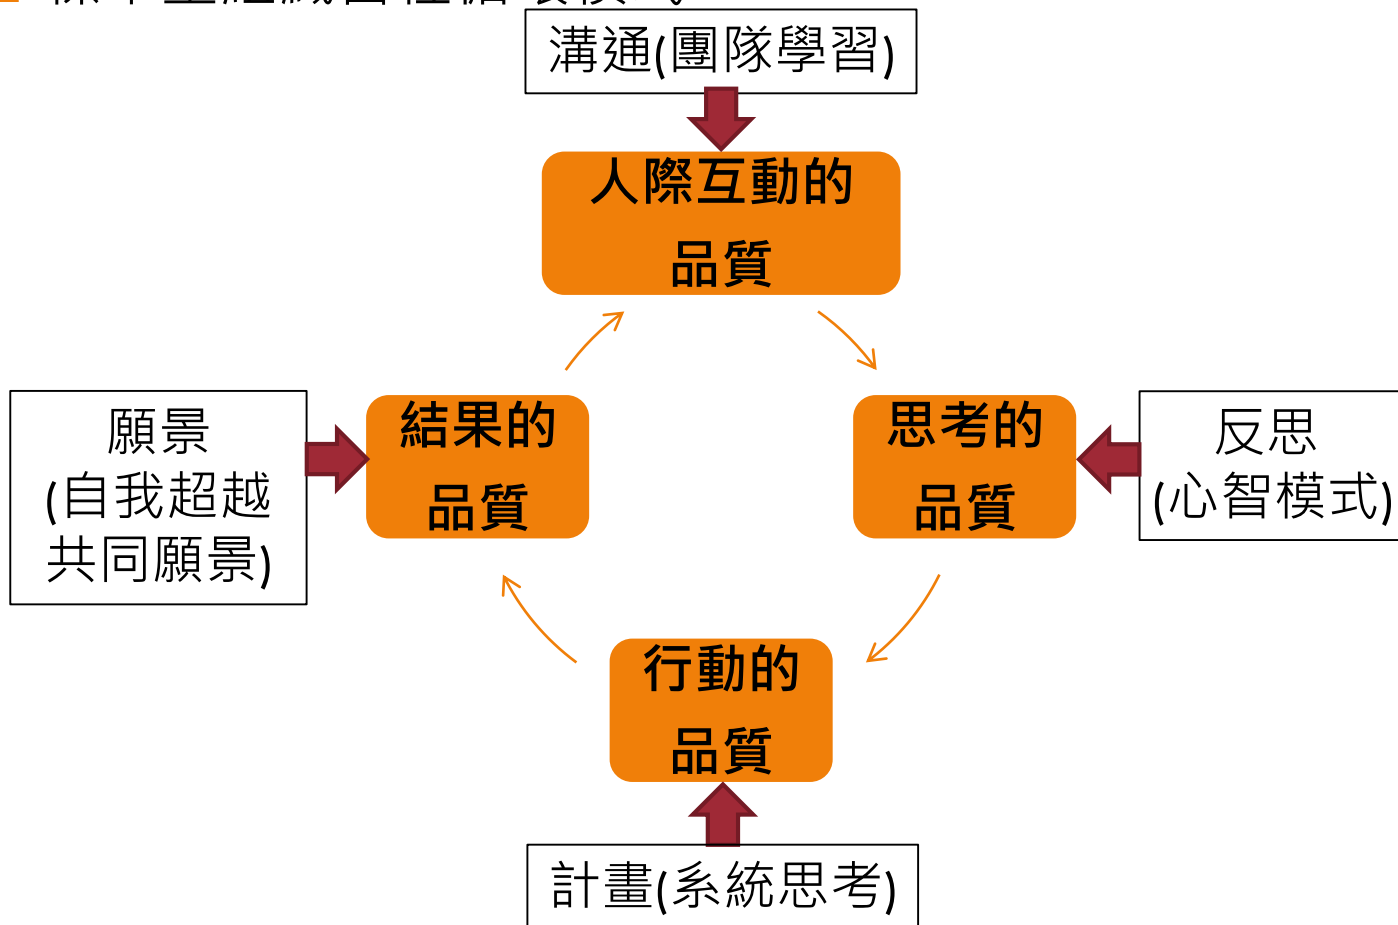 溝通(團隊學習)
人際互動的
品質
願景
(自我超越
共同願景)
結果的
品質
思考的
品質
反思
(心智模式)
行動的
品質
計畫(系統思考)